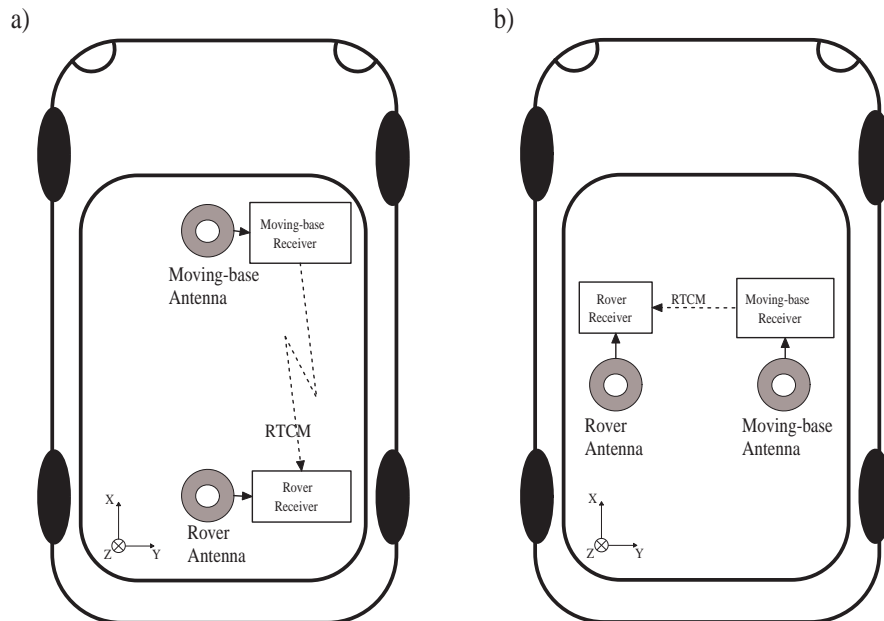 a)
Moving-base
Receiver
Moving-base
Antenna
RTCM
Rover
Receiver
Rover
Antenna
X
Z
Y
b)
Rover
Receiver
RTCM
Moving-base
Receiver
Rover
Antenna
Moving-base
Antenna
X
Z
Y